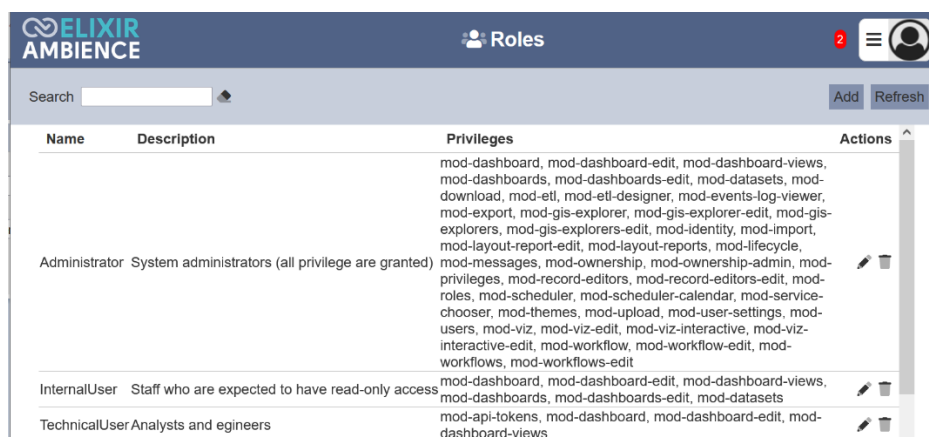 ELIXIR
AMBIENCE
Roles
2
Search
Add Refresh
Name Description Privileges Actions
mod-dashboard, mod-dashboard-edit, mod-dashboard-views,
mod-dashboards, mod-dashboards-edit, mod-datasets, mod-
download, mod-etl, mod-etl-designer, mod-events-log-viewer,
mod-export, mod-gis-explorer, mod-gis-explorer-edit, mod-gis-
explorers, mod-gis-explorers-edit, mod-identity, mod-import,
mod-layout-report-edit, mod-layout-reports, mod-lifecycle,
Administrator System administrators (all privilege are granted) mod-messages, mod-ownership, mod-ownership-admin, mod-
privileges, mod-record-editors, mod-record-editors-edit, mod-
roles, mod-scheduler, mod-scheduler-calendar, mod-service-
chooser, mod-themes, mod-upload, mod-user-settings, mod-
users, mod-viz, mod-viz-edit, mod-viz-interactive, mod-viz-
interactive-edit, mod-workflow, mod-workflow-edit, mod-
workflows, mod-workflows-edit
InternalUser Staff who are expected to have read-only access mod-dashboard, mod-dashboard-edit, mod-dashboard-views,
mod-dashboards, mod-dashboards-edit, mod-datasets
TechnicalUser Analysts and egineers mod-api-tokens, mod-dashboard, mod-dashboard-edit, mod-
dashboard-views